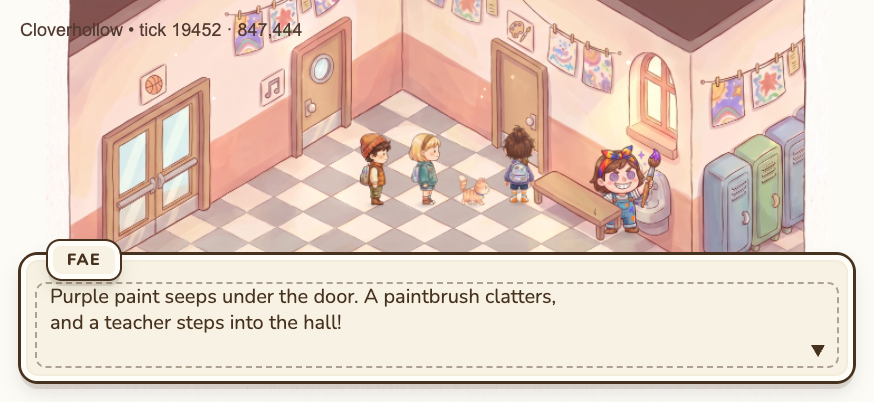 Cloverhollow • tick 19452 · 847,444
FAE
Purple paint seeps under the door. A paintbrush clatters,
and a teacher steps into the hall!